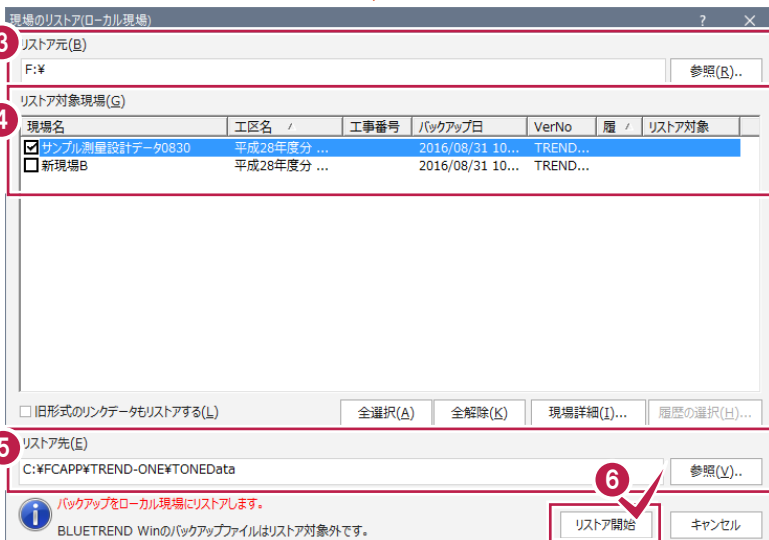 現場のリストア(ローカル現場) ? ×
3 リストア元(B)
F:¥ 参照(R)..
4 リストア対象現場(G)
現場名 工区名 工事番号 バックアップ日 VerNo 履 リストア対象
サンプル測量設計データ0830 平成28年度分 ... 2016/08/31 10... TREND...
新現場B 平成28年度分 ... 2016/08/31 10... TREND...
旧形式のリンクデータもリストアする(L) 全選択(A) 全解除(K) 現場詳細(I)... 履歴の選択(H)...
5 リストア先(E)
C:¥FCAPP¥TREND-ONE¥TONEData 参照(V)..
6
バックアップをローカル現場にリストアします。
BLUETREND Winのバックアップファイルはリストア対象外です。 リストア開始 キャンセル